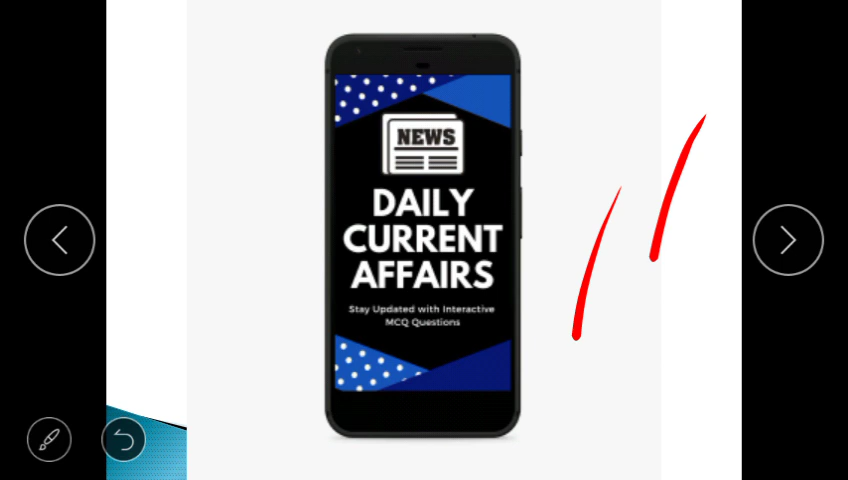 NEWS
DAILY
CURRENT
AFFAIRS
Stay Updated with Interactive
MCQ Questions